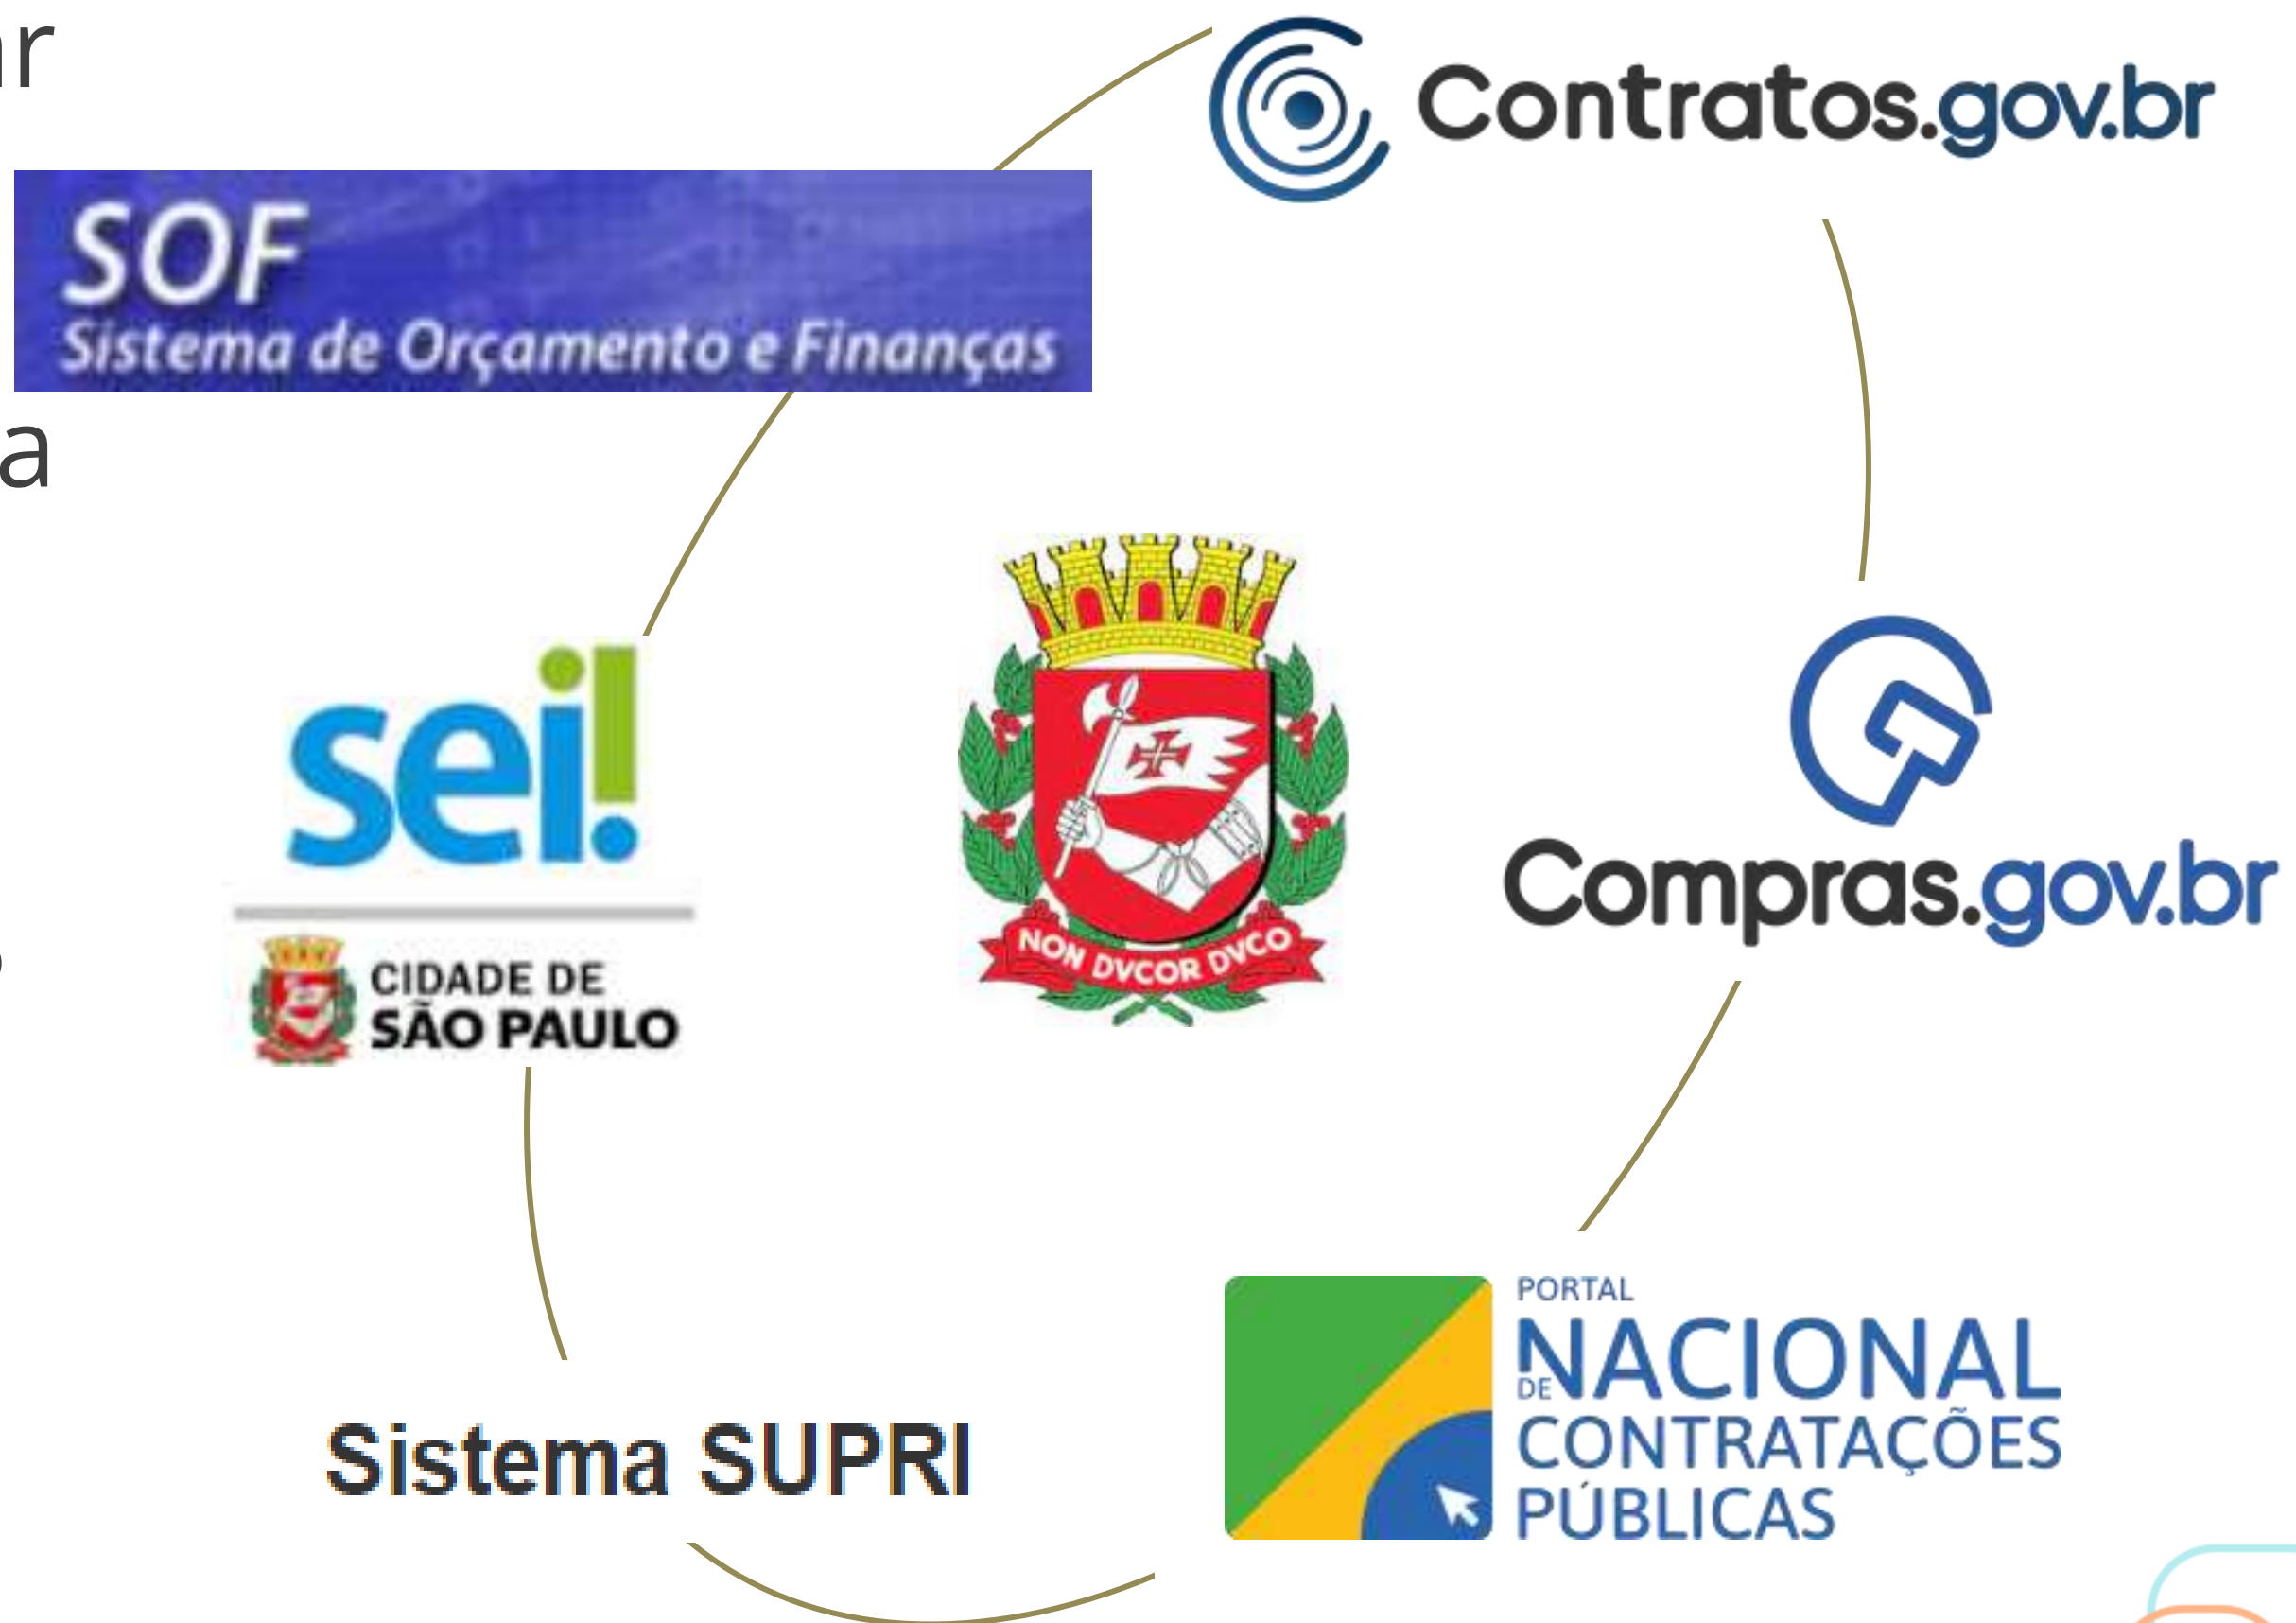 ar
Contratos.gov.br
SOF
Sistema de Orçamento e Finanças
a
sei!
CIDADE DE
SÃO PAULO
NON DVCOR DVCO
Compras.gov.br
Sistema SUPRI
PORTAL
NACIONAL
DE
CONTRATAÇÕES
PÚBLICAS